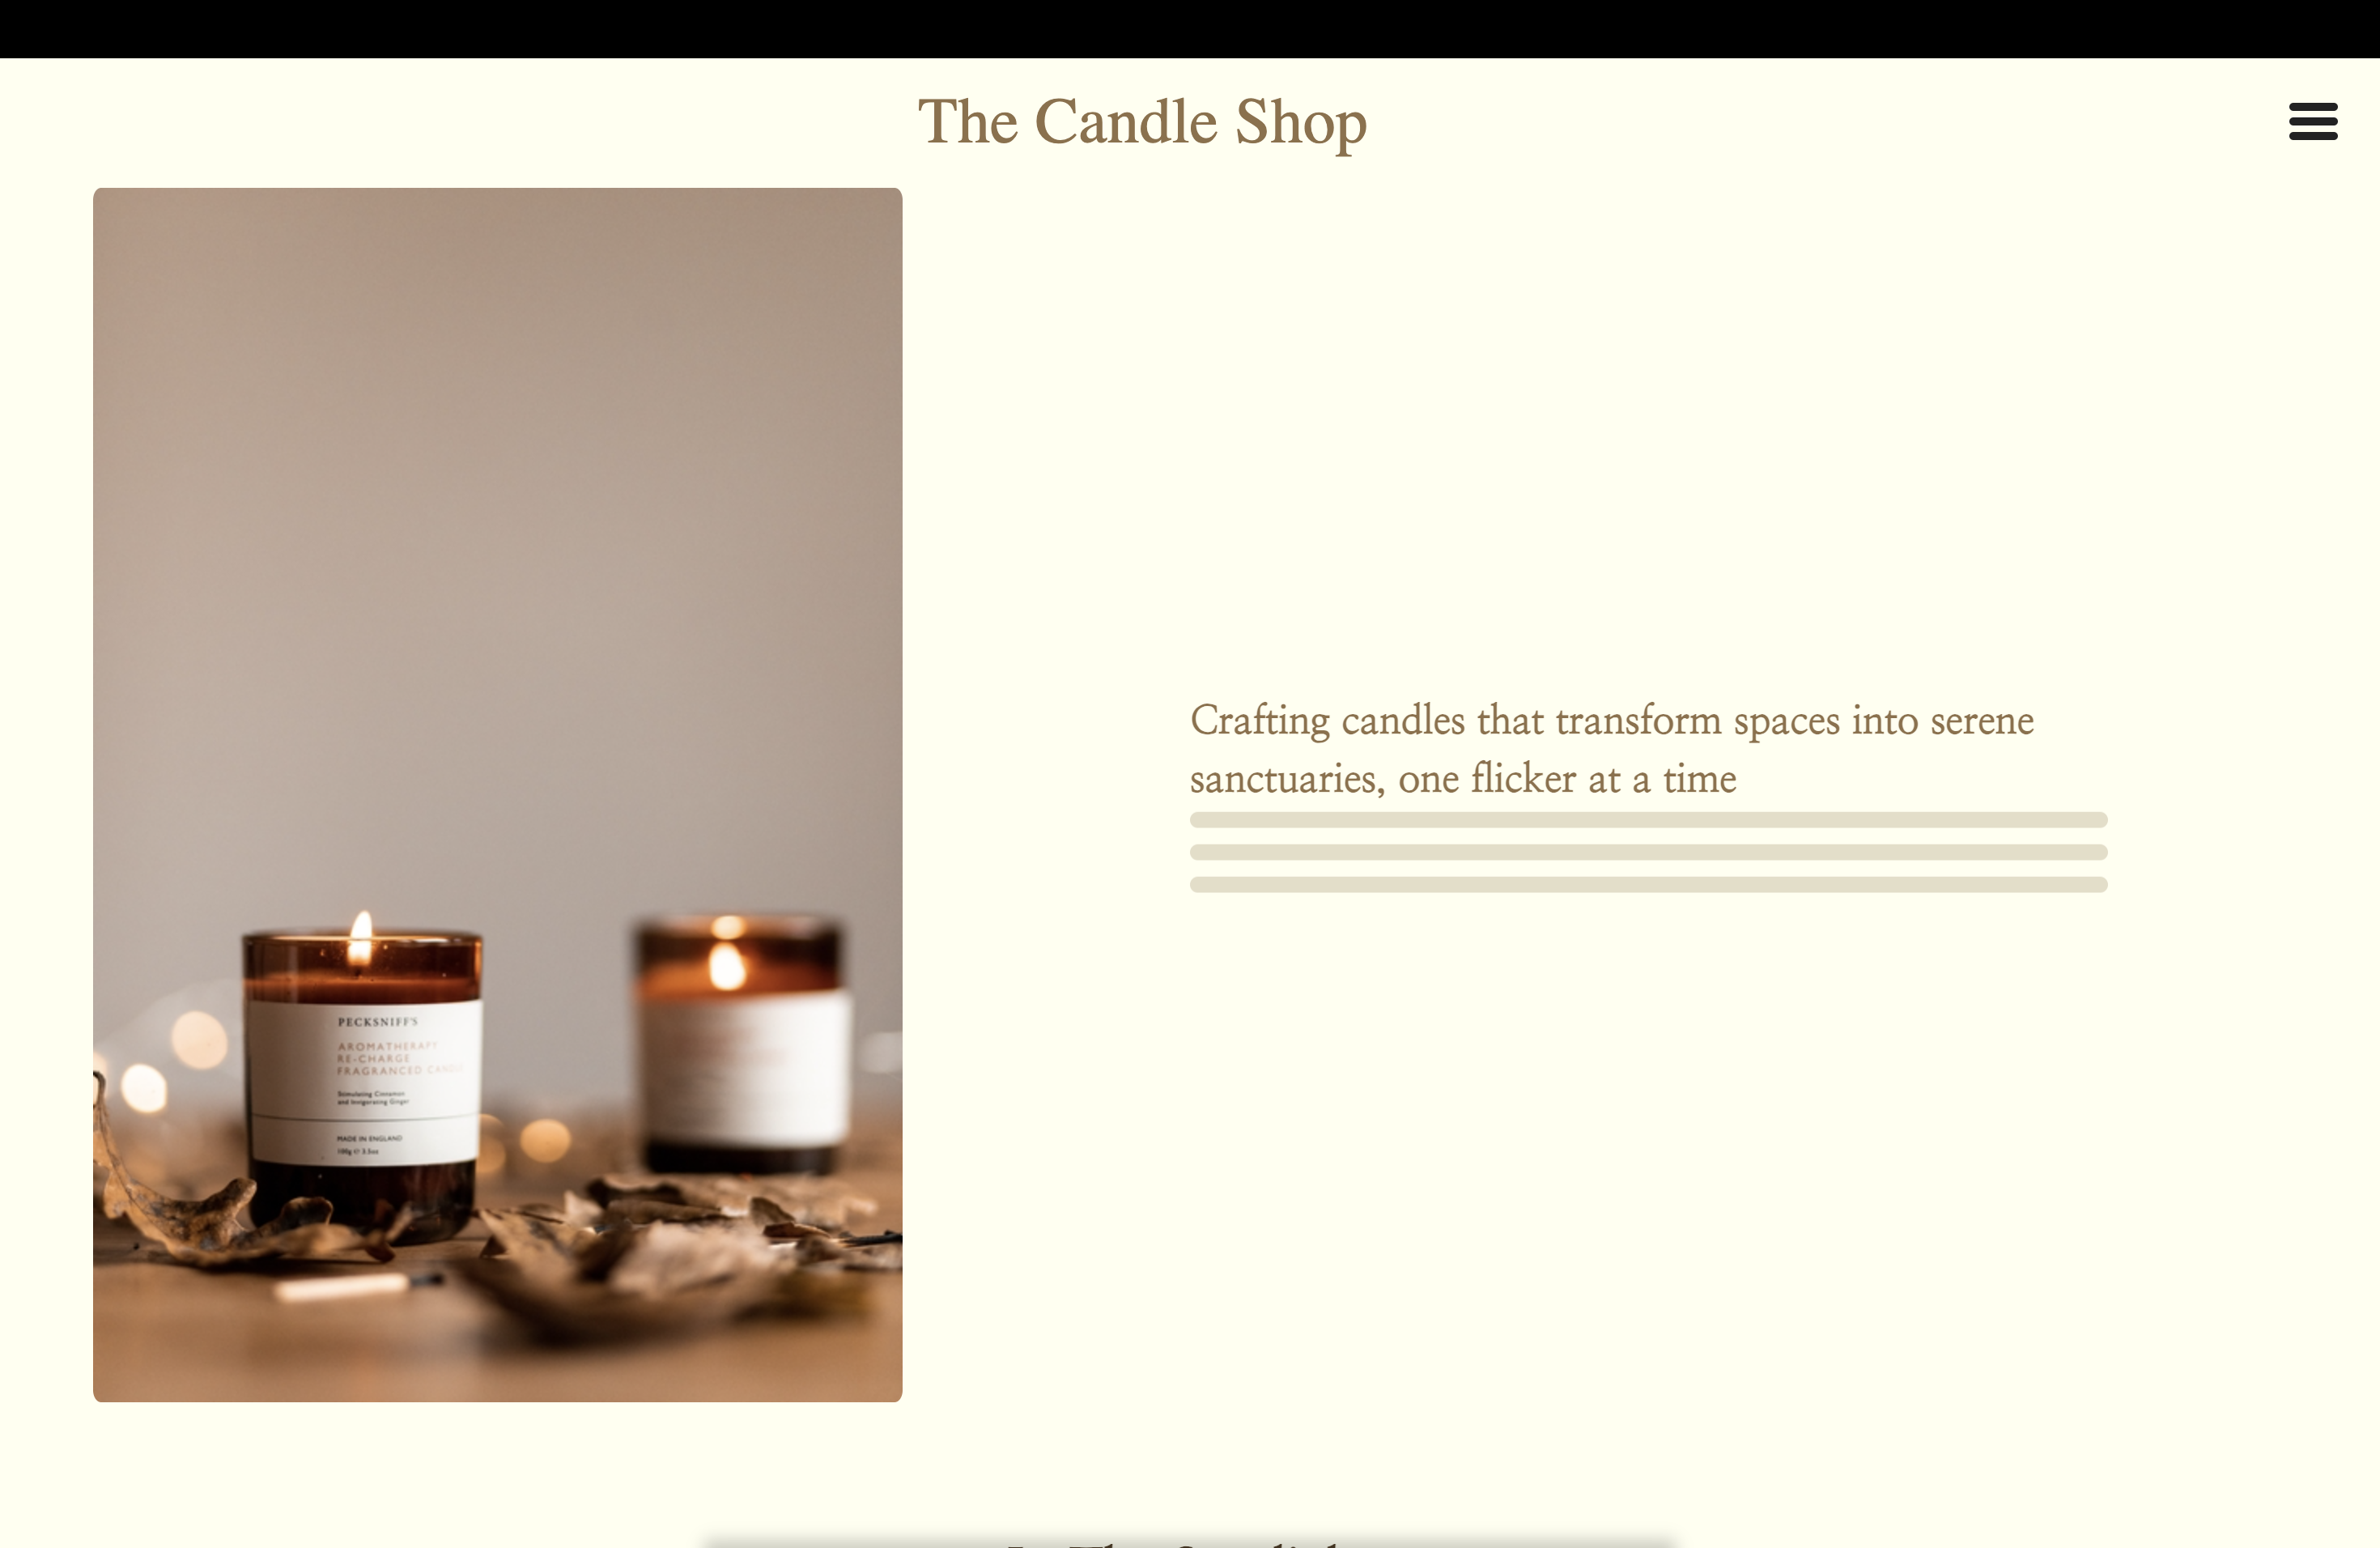 The Candle Shop
Crafting candles that transform spaces into serene
sanctuaries, one flicker at a time
PECKSNIFF'S
AROMATHERAPY
RE-CHARGE
FRAGRANCED CANDLE
Stimulating Cinnamon
and Invigorating Ginger
MADE IN ENGLAND
100g ℮ 3.5oz